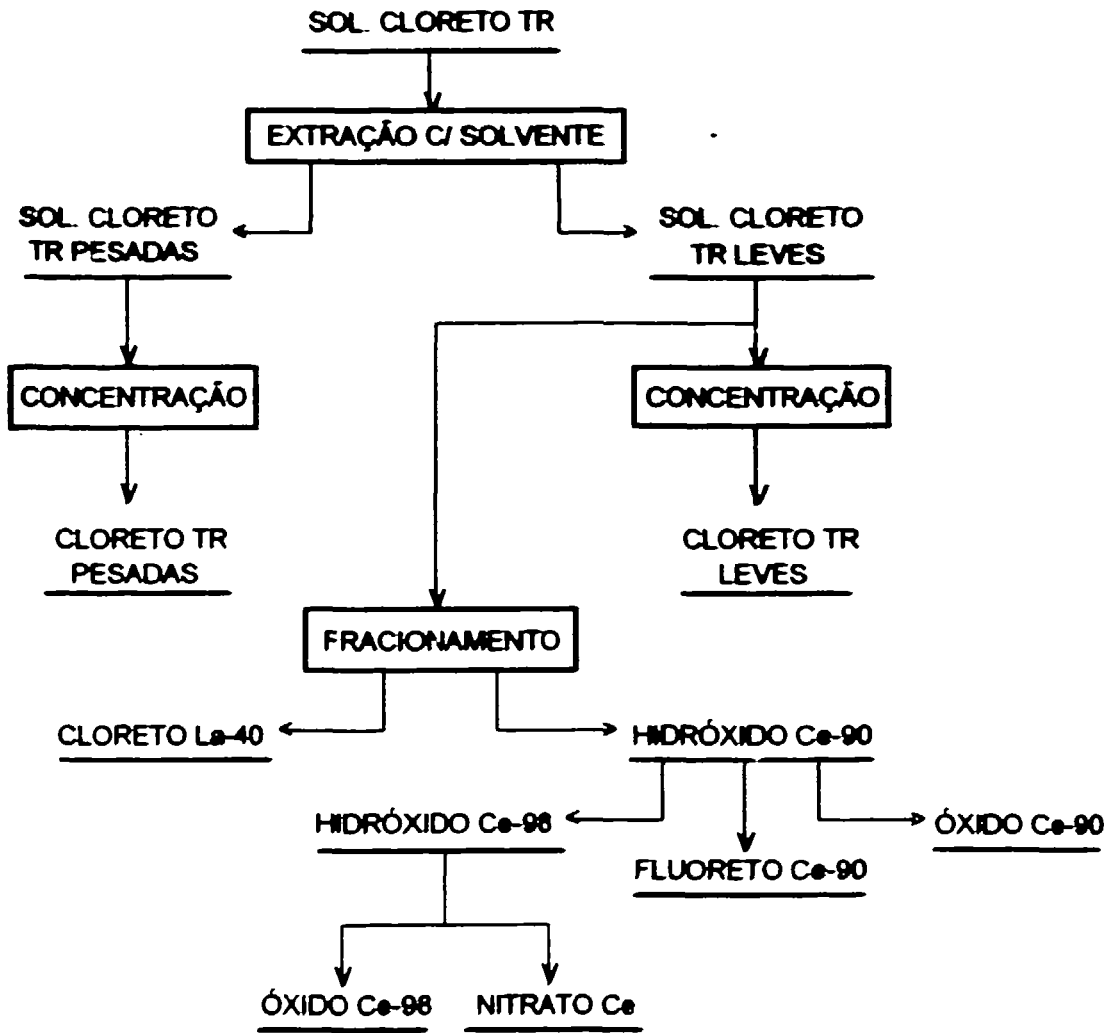 SOL. CLORETO TR
EXTRAÇÃO C/ SOLVENTE
SOL. CLORETO
TR PESADAS
SOL. CLORETO
TR LEVES
CONCENTRAÇÃO
CONCENTRAÇÃO
CLORETO TR
PESADAS
CLORETO TR
LEVES
FRACIONAMENTO
CLORETO La-40
HIDRÓXIDO Ce-90
HIDRÓXIDO Ce-98
ÓXIDO Ce-90
FLUORETO Ce-90
ÓXIDO Ce-98
NITRATO Ce